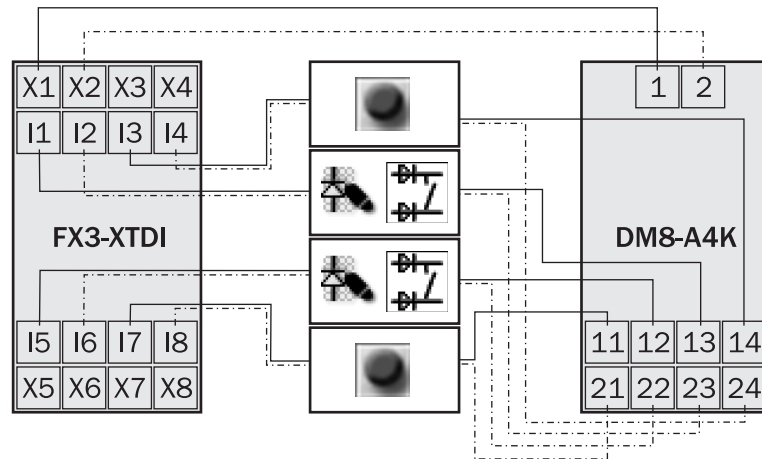 X1 X2 X3 X4 1 2
I1 I2 I3 I4
FX3-XTDI DM8-A4K
I5 I6 I7 I8 11 12 13 14
X5 X6 X7 X8 21 22 23 24